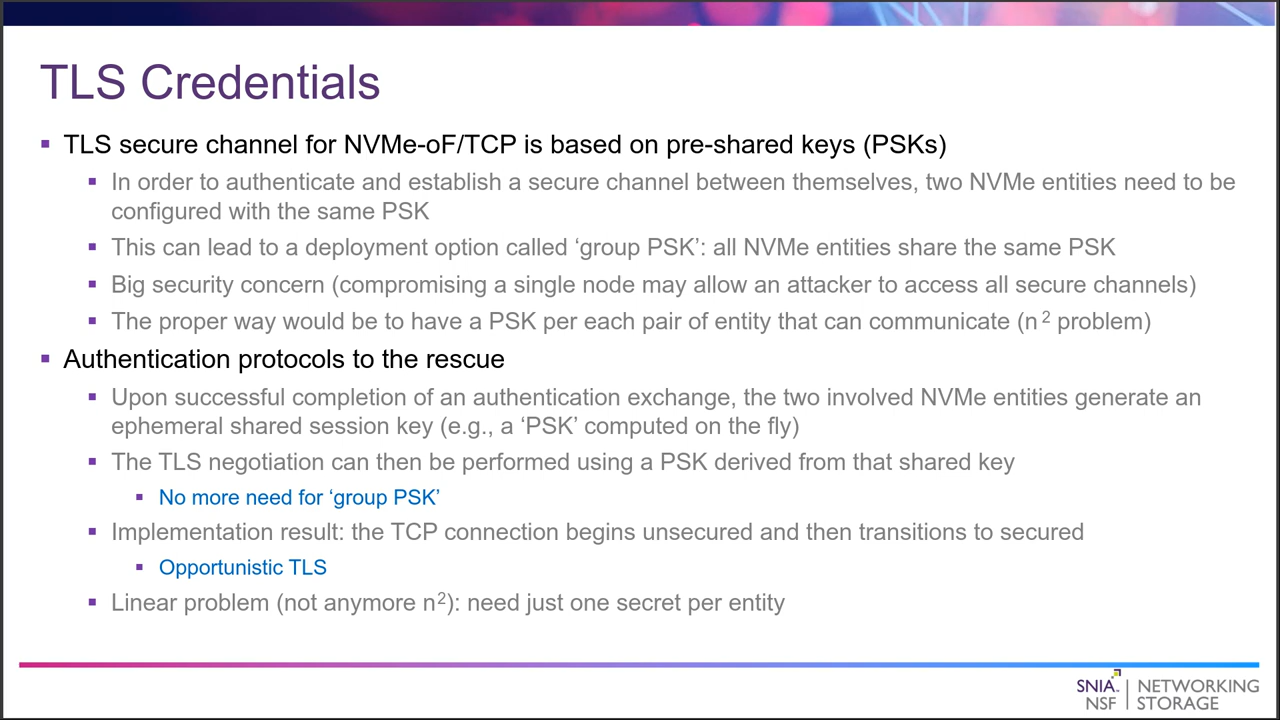 TLS Credentials
▪ TLS secure channel for NVMe-oF/TCP is based on pre-shared keys (PSKs)
▪ In order to authenticate and establish a secure channel between themselves, two NVMe entities need to be
configured with the same PSK
▪ This can lead to a deployment option called ‘group PSK’: all NVMe entities share the same PSK
▪ Big security concern (compromising a single node may allow an attacker to access all secure channels)
▪ The proper way would be to have a PSK per each pair of entity that can communicate (n² problem)
▪ Authentication protocols to the rescue
▪ Upon successful completion of an authentication exchange, the two involved NVMe entities generate an
ephemeral shared session key (e.g., a ‘PSK’ computed on the fly)
▪ The TLS negotiation can then be performed using a PSK derived from that shared key
▪ No more need for ‘group PSK’
▪ Implementation result: the TCP connection begins unsecured and then transitions to secured
▪ Opportunistic TLS
▪ Linear problem (not anymore n²): need just one secret per entity
SNIA. | NETWORKING
NSF | STORAGE